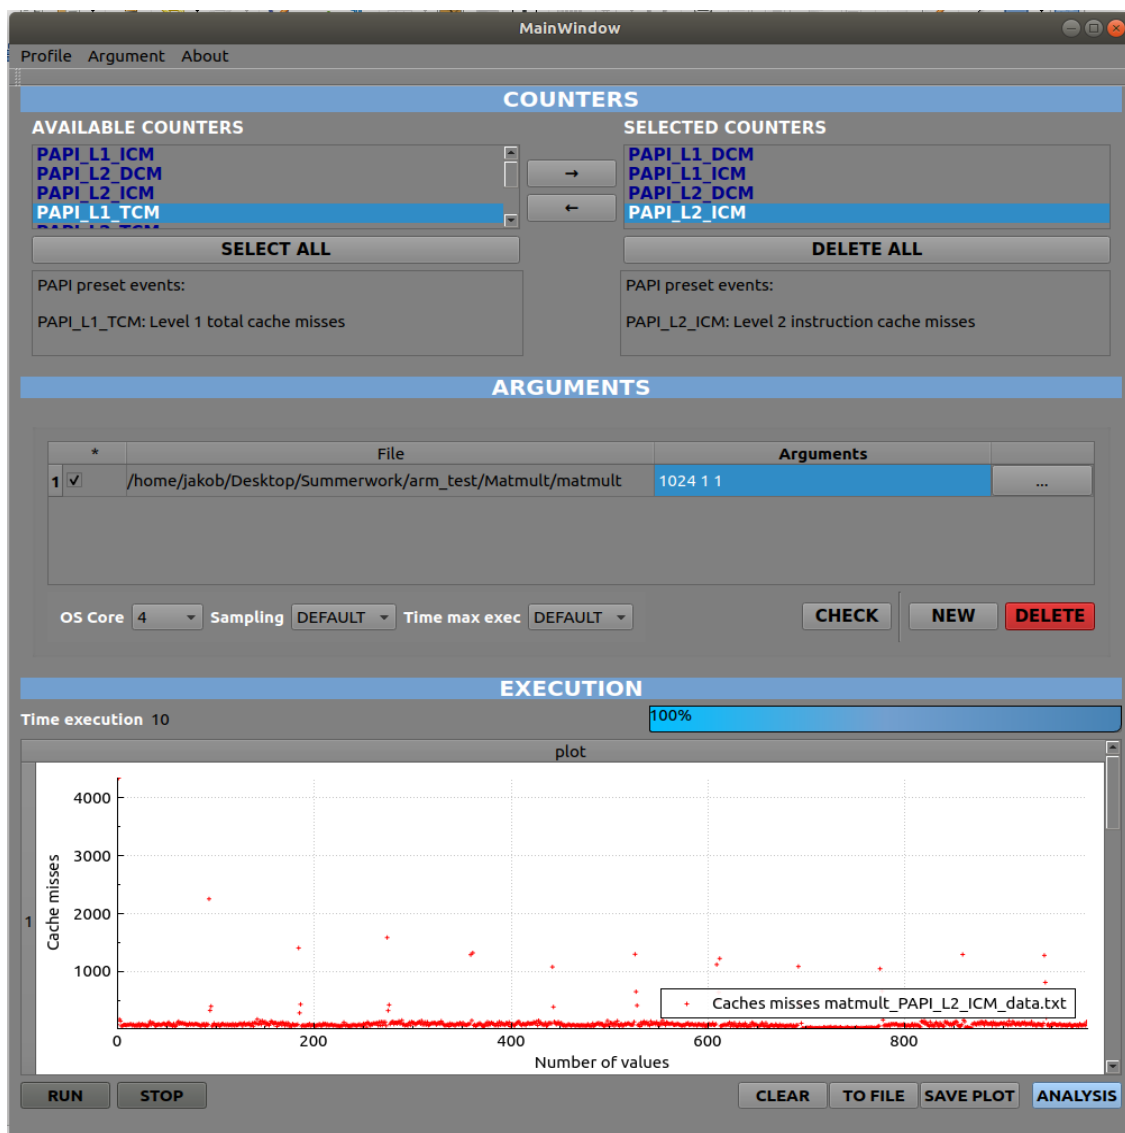 MainWindow
Profile Argument About
COUNTERS
AVAILABLE COUNTERS
SELECTED COUNTERS
PAPI_L1_ICM
PAPI_L2_DCM
PAPI_L2_ICM
PAPI_L1_TCM
PAPI_L2_TCM
→
←
PAPI_L1_DCM
PAPI_L1_ICM
PAPI_L2_DCM
PAPI_L2_ICM
SELECT ALL
DELETE ALL
PAPI preset events:
PAPI_L1_TCM: Level 1 total cache misses
PAPI preset events:
PAPI_L2_ICM: Level 2 instruction cache misses
ARGUMENTS
* File Arguments
1 /home/jakob/Desktop/Summerwork/arm_test/Matmult/matmult 1024 1 1 ...
OS Core 4 Sampling DEFAULT Time max exec DEFAULT CHECK NEW DELETE
EXECUTION
Time execution 10 100%
plot
1
Cache misses
4000
3000
2000
1000
Caches misses matmult_PAPI_L2_ICM_data.txt
0 200 400 600 800
Number of values
RUN STOP CLEAR TO FILE SAVE PLOT ANALYSIS